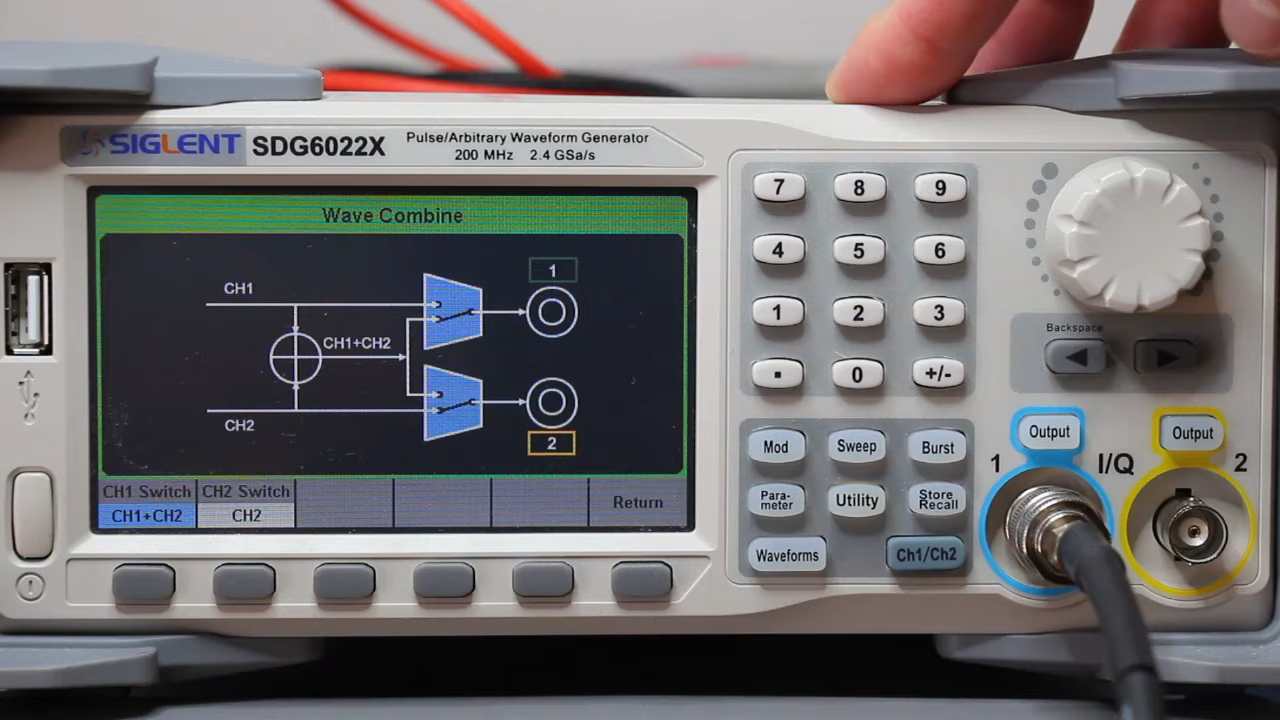 SIGLENT SDG6022X
Pulse/Arbitrary Waveform Generator
200 MHz 2.4 GSa/s
Wave Combine
1
CH1
CH1+CH2
CH2
2
CH1 Switch CH2 Switch
CH1+CH2 CH2 Return
7 8 9
4 5 6
1 2 3
. 0 +/-
Mod Sweep Burst
Para-
meter
Utility
Store
Recall
Waveforms Ch1/Ch2
Backspace
Output Output
1 I/Q 2